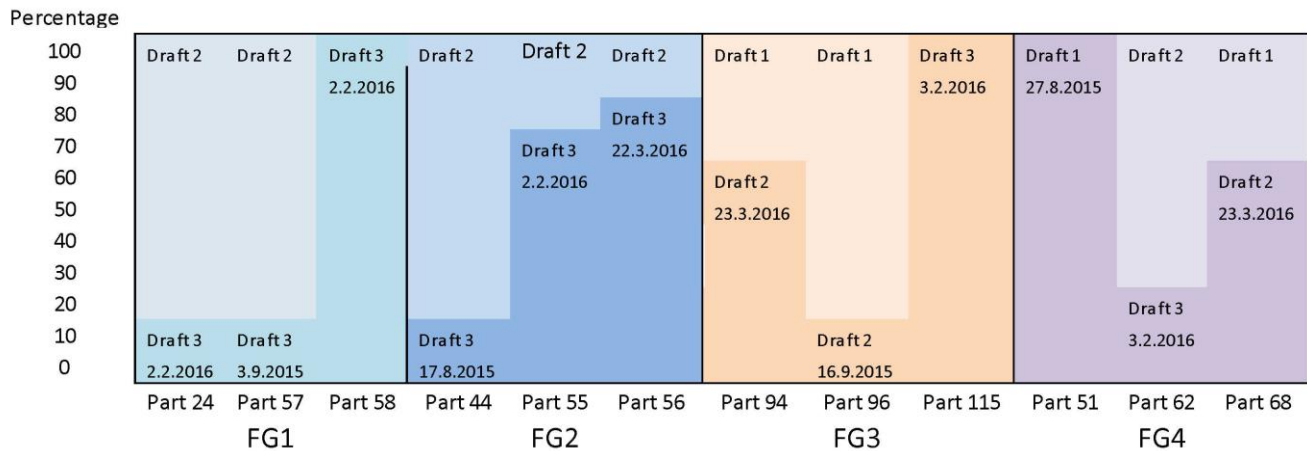 Percentage
100 Draft 2 Draft 2 Draft 3 Draft 2 Draft 2 Draft 2 Draft 1 Draft 1 Draft 3 Draft 1 Draft 2 Draft 1
90 2.2.2016 3.2.2016 27.8.2015
80 Draft 3
70 Draft 3 22.3.2016
60 2.2.2016 Draft 2 Draft 2
50 23.3.2016 23.3.2016
40
30
20 Draft 3
10 Draft 3 Draft 3 Draft 3 Draft 2 3.2.2016
0 2.2.2016 3.9.2015 17.8.2015 16.9.2015
Part 24 Part 57 Part 58 Part 44 Part 55 Part 56 Part 94 Part 96 Part 115 Part 51 Part 62 Part 68
FG1 FG2 FG3 FG4